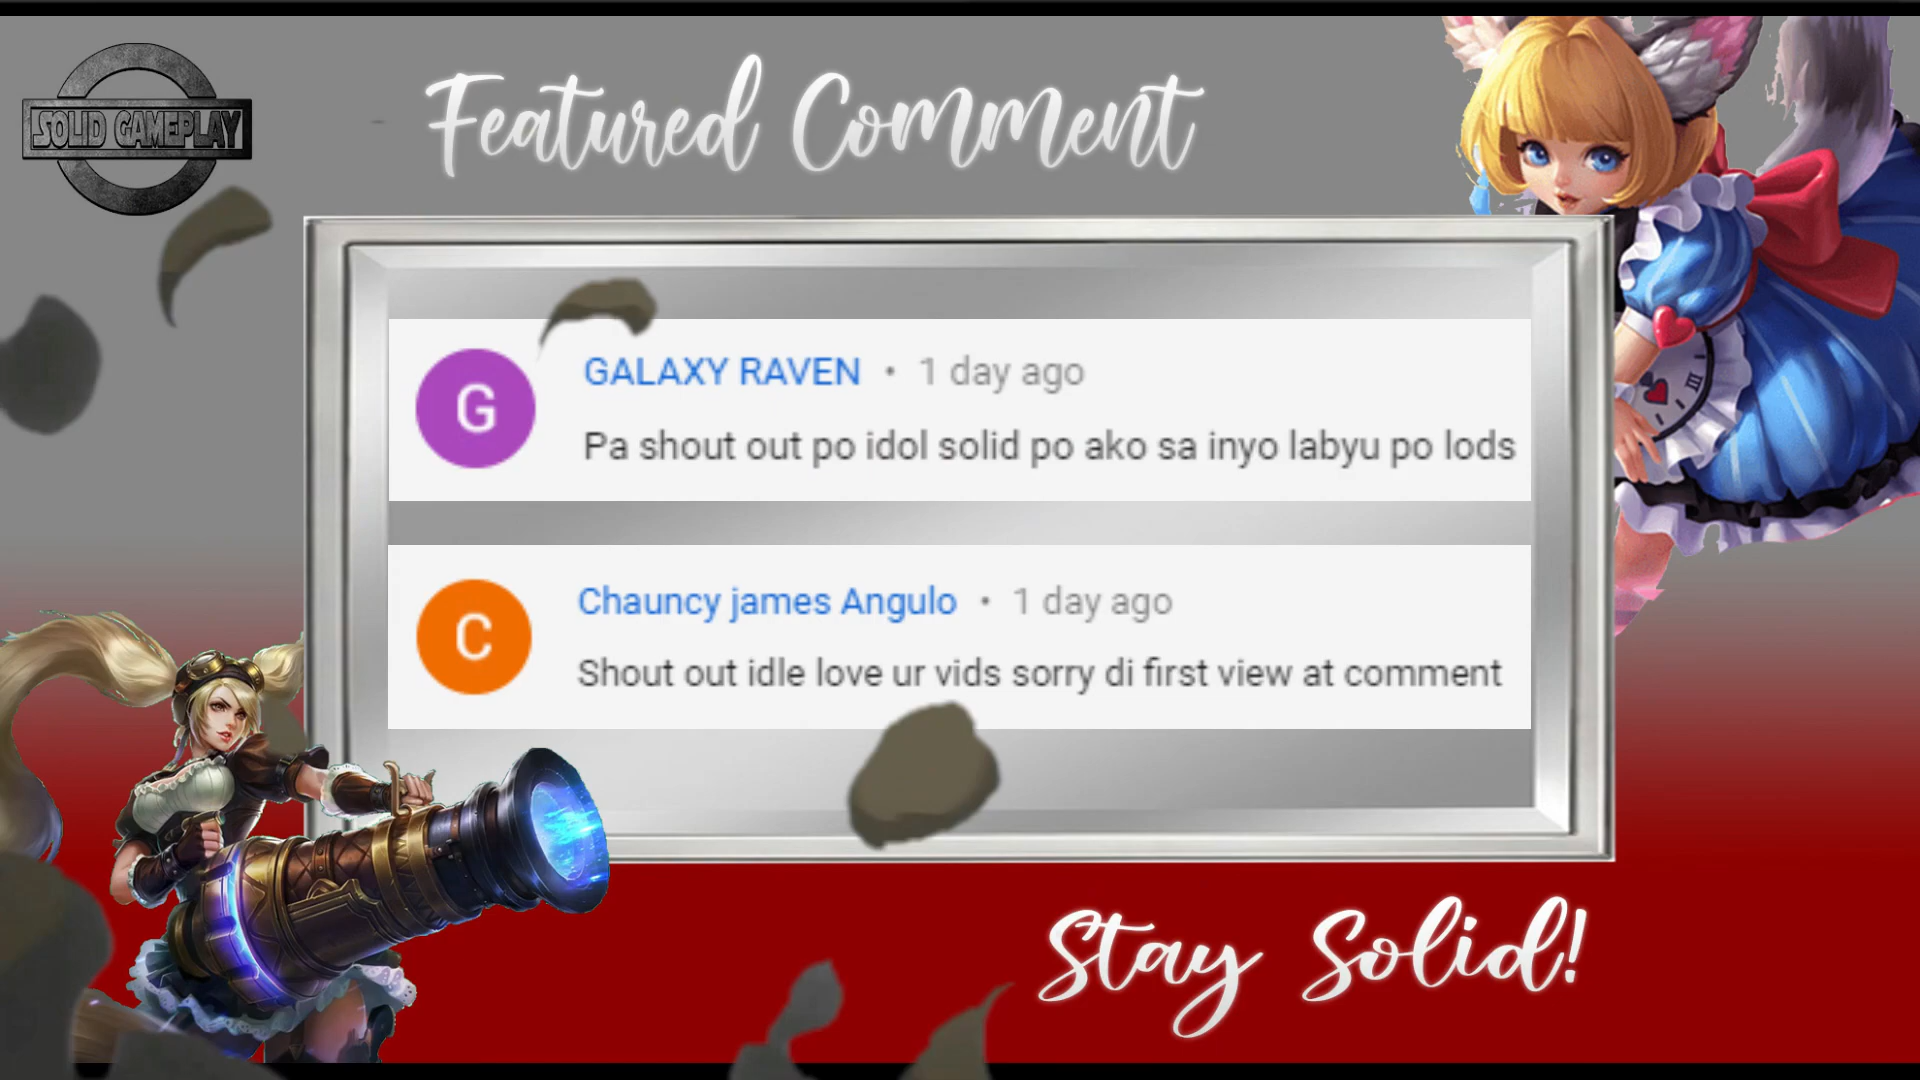 SOLID GAMEPLAY
Featured Comment
G
GALAXY RAVEN • 1 day ago
Pa shout out po idol solid po ako sa inyo labyu po lods
C
Chauncy james Angulo • 1 day ago
Shout out idle love ur vids sorry di first view at comment
III
Stay Solid!